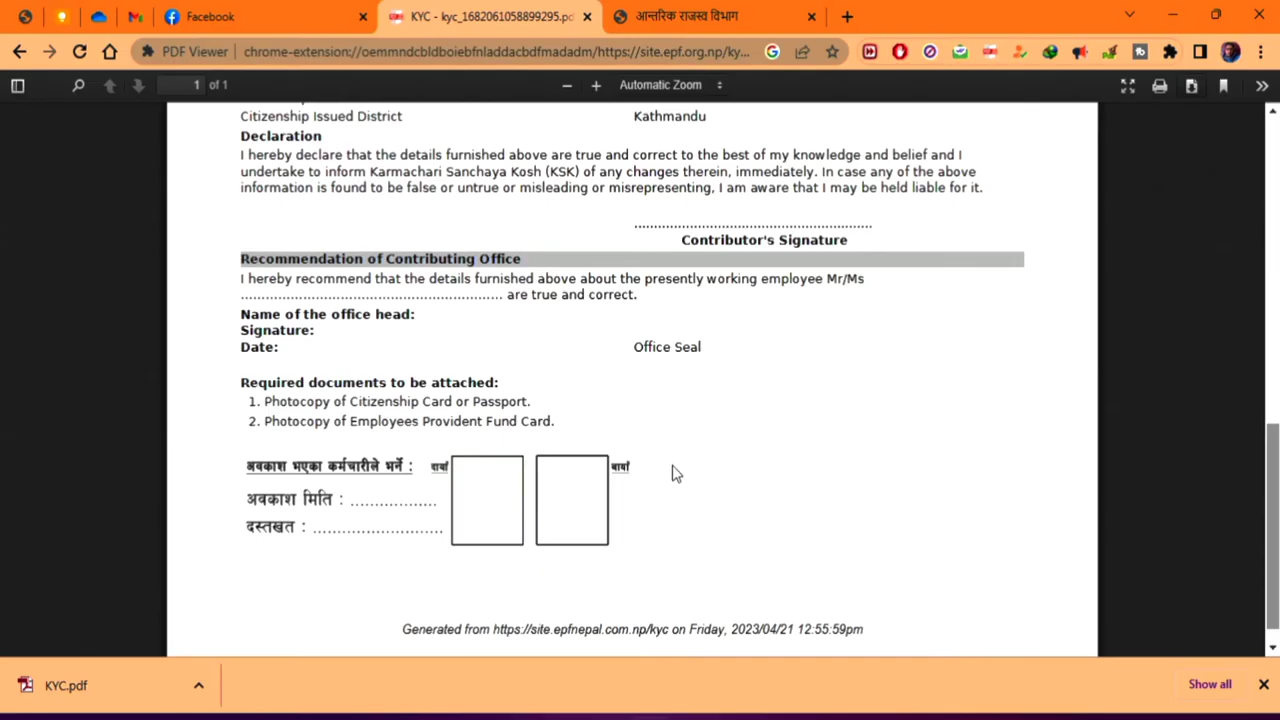 Facebook
KYC - kyc_1682061058899295.pd
आन्तरिक राजस्व विभाग
PDF Viewer
chrome-extension://oemmndcbldboiebfnladdacbdfmadadm/https://site.epf.org.np/ky...
1 of 1
Automatic Zoom
Citizenship Issued District Kathmandu
Declaration
I hereby declare that the details furnished above are true and correct to the best of my knowledge and belief and I
undertake to inform Karmachari Sanchaya Kosh (KSK) of any changes therein, immediately. In case any of the above
information is found to be false or untrue or misleading or misrepresenting, I am aware that I may be held liable for it.
Contributor's Signature
Recommendation of Contributing Office
I hereby recommend that the details furnished above about the presently working employee Mr/Ms
................................................................ are true and correct.
Name of the office head:
Signature:
Date: Office Seal
Required documents to be attached:
1. Photocopy of Citizenship Card or Passport.
2. Photocopy of Employees Provident Fund Card.
अवकाश भएका कर्मचारीले भर्ने : दायाँ बायाँ
अवकाश मिति : ..................
दस्तखत : ...........................
Generated from https://site.epfnepal.com.np/kyc on Friday, 2023/04/21 12:55:59pm
KYC.pdf
Show all